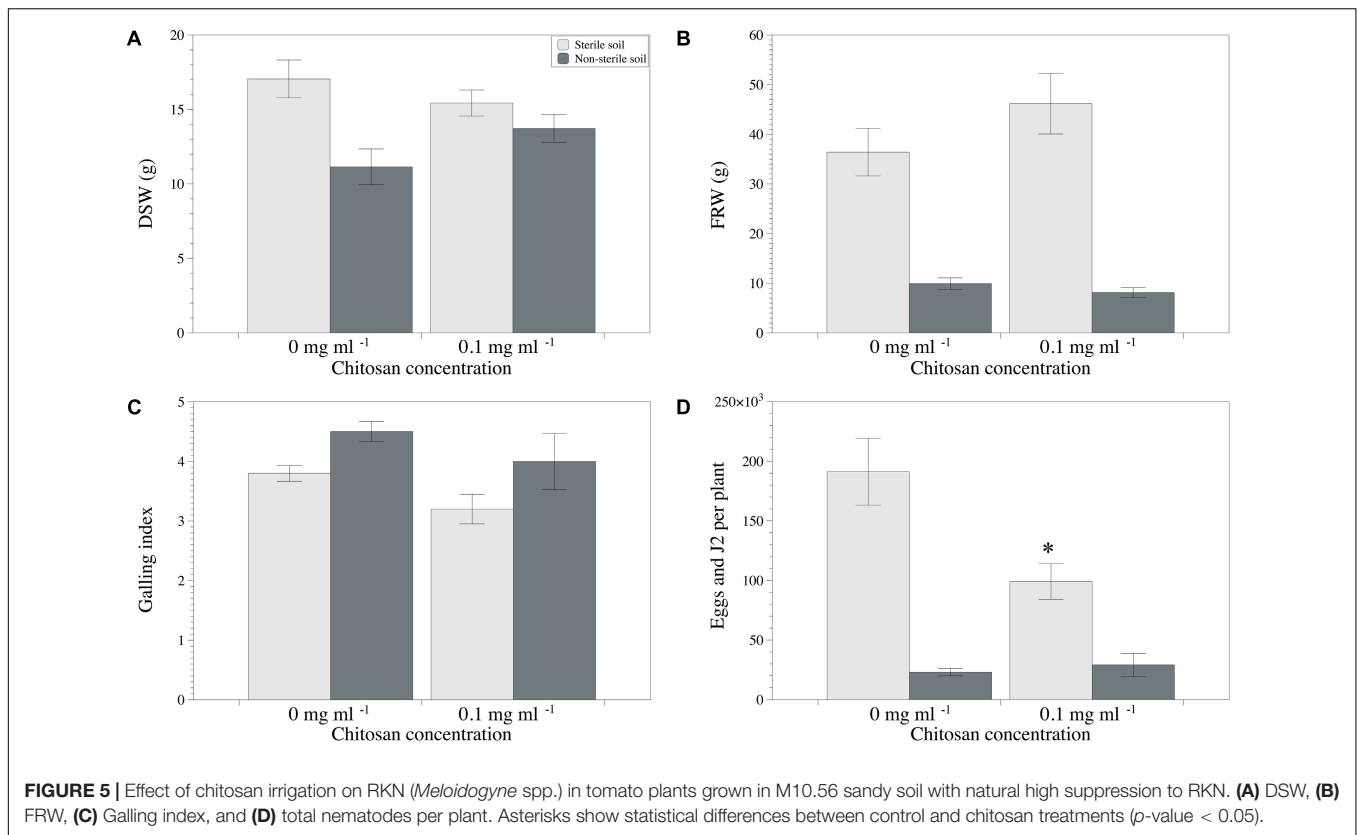 A
20
15
10
5
0
DSW (g)
Sterile soil
Non-sterile soil
0 mg ml -1
0.1 mg ml -1
Chitosan concentration
B
60
50
40
30
20
10
0
FRW (g)
0 mg ml -1
0.1 mg ml -1
Chitosan concentration
C
5
4
3
2
1
0
Galling index
0 mg ml -1
0.1 mg ml -1
Chitosan concentration
D
250×10³
200
150
100
50
0
Eggs and J2 per plant
*
0 mg ml -1
0.1 mg ml -1
Chitosan concentration
FIGURE 5 | Effect of chitosan irrigation on RKN (Meloidogyne spp.) in tomato plants grown in M10.56 sandy soil with natural high suppression to RKN. (A) DSW, (B)
FRW, (C) Galling index, and (D) total nematodes per plant. Asterisks show statistical differences between control and chitosan treatments (p-value < 0.05).